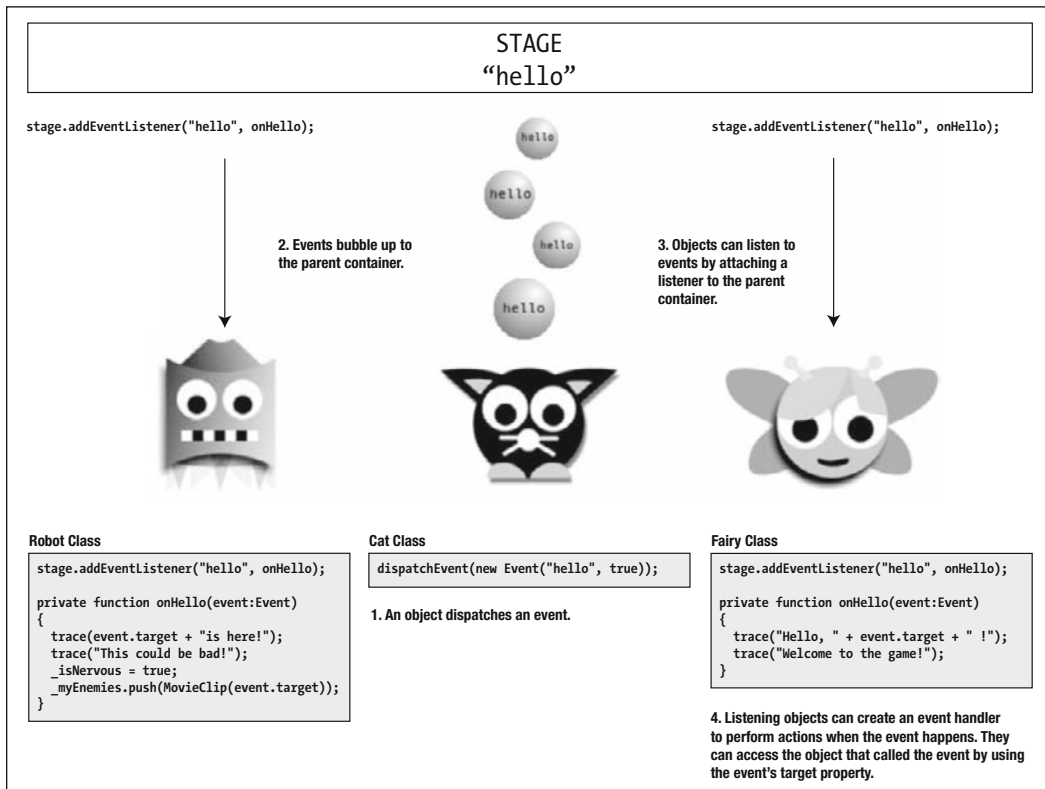 STAGE
“hello”
stage.addEventListener("hello", onHello);
stage.addEventListener("hello", onHello);
hello
hello
hello
hello
2. Events bubble up to
the parent container.
3. Objects can listen to
events by attaching a
listener to the parent
container.
Robot Class
stage.addEventListener("hello", onHello);
private function onHello(event:Event)
{
trace(event.target + "is here!");
trace("This could be bad!");
_isNervous = true;
_myEnemies.push(MovieClip(event.target));
}
Cat Class
dispatchEvent(new Event("hello", true));
1. An object dispatches an event.
Fairy Class
stage.addEventListener("hello", onHello);
private function onHello(event:Event)
{
trace("Hello, " + event.target + " !");
trace("Welcome to the game!");
}
4. Listening objects can create an event handler
to perform actions when the event happens. They
can access the object that called the event by using
the event’s target property.